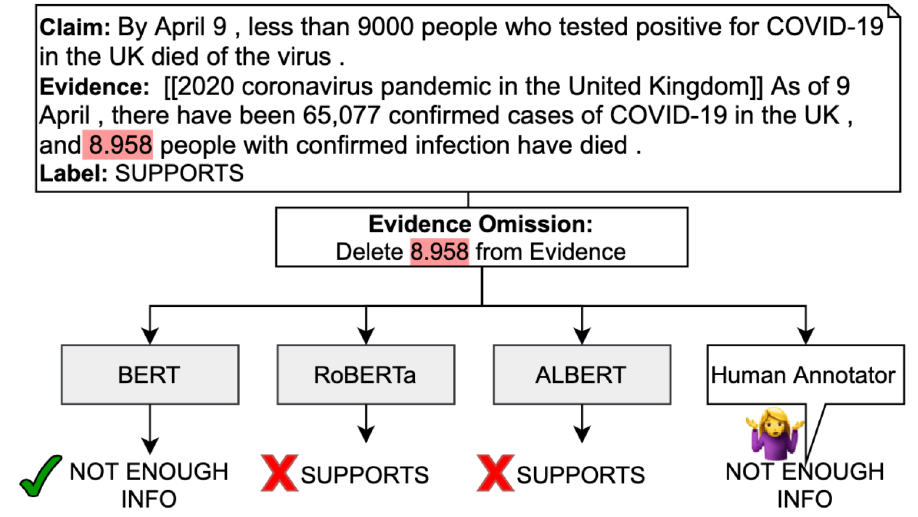 Claim: By April 9 , less than 9000 people who tested positive for COVID-19
in the UK died of the virus .
Evidence: [[2020 coronavirus pandemic in the United Kingdom]] As of 9
April , there have been 65,077 confirmed cases of COVID-19 in the UK ,
and 8.958 people with confirmed infection have died .
Label: SUPPORTS
Evidence Omission:
Delete 8.958 from Evidence
BERT
RoBERTa
ALBERT
Human Annotator
NOT ENOUGH
INFO
SUPPORTS
SUPPORTS
NOT ENOUGH
INFO